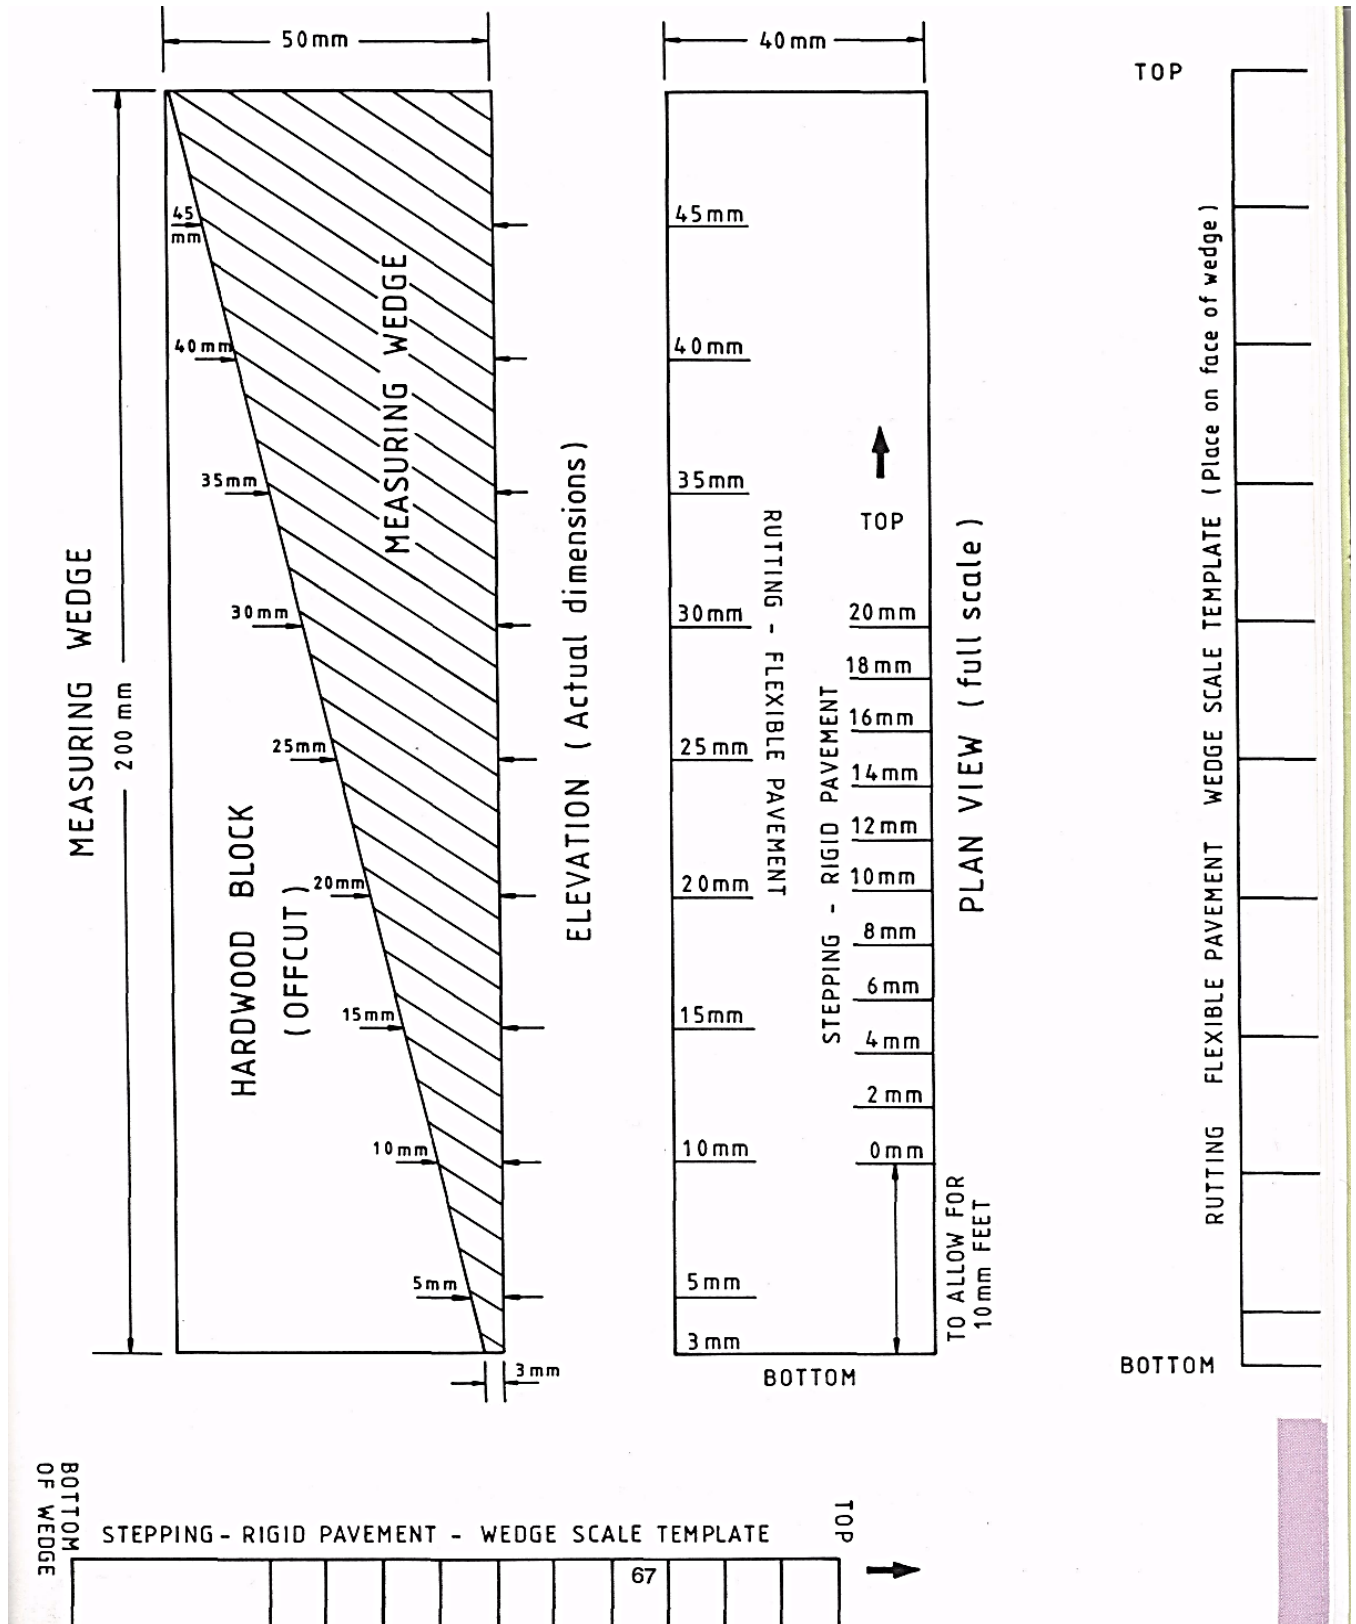 50mm
40mm
TOP
MEASURING WEDGE
200 mm
45
mm
40mm
35mm
30mm
25mm
20mm
15mm
10mm
5mm
3mm
MEASURING WEDGE
HARDWOOD BLOCK
(OFFCUT)
ELEVATION (Actual dimensions)
45mm
40mm
35mm
30mm
25mm
20mm
15mm
10mm
5mm
3mm
RUTTING - FLEXIBLE PAVEMENT
TOP
STEPPING - RIGID PAVEMENT
20mm
18mm
16mm
14mm
12mm
10mm
8mm
6mm
4mm
2mm
0mm
TO ALLOW FOR
10mm FEET
BOTTOM
PLAN VIEW (full scale)
RUTTING FLEXIBLE PAVEMENT WEDGE SCALE TEMPLATE (Place on face of wedge)
BOTTOM
BOTTOM
OF WEDGE
STEPPING - RIGID PAVEMENT - WEDGE SCALE TEMPLATE
TOP
67